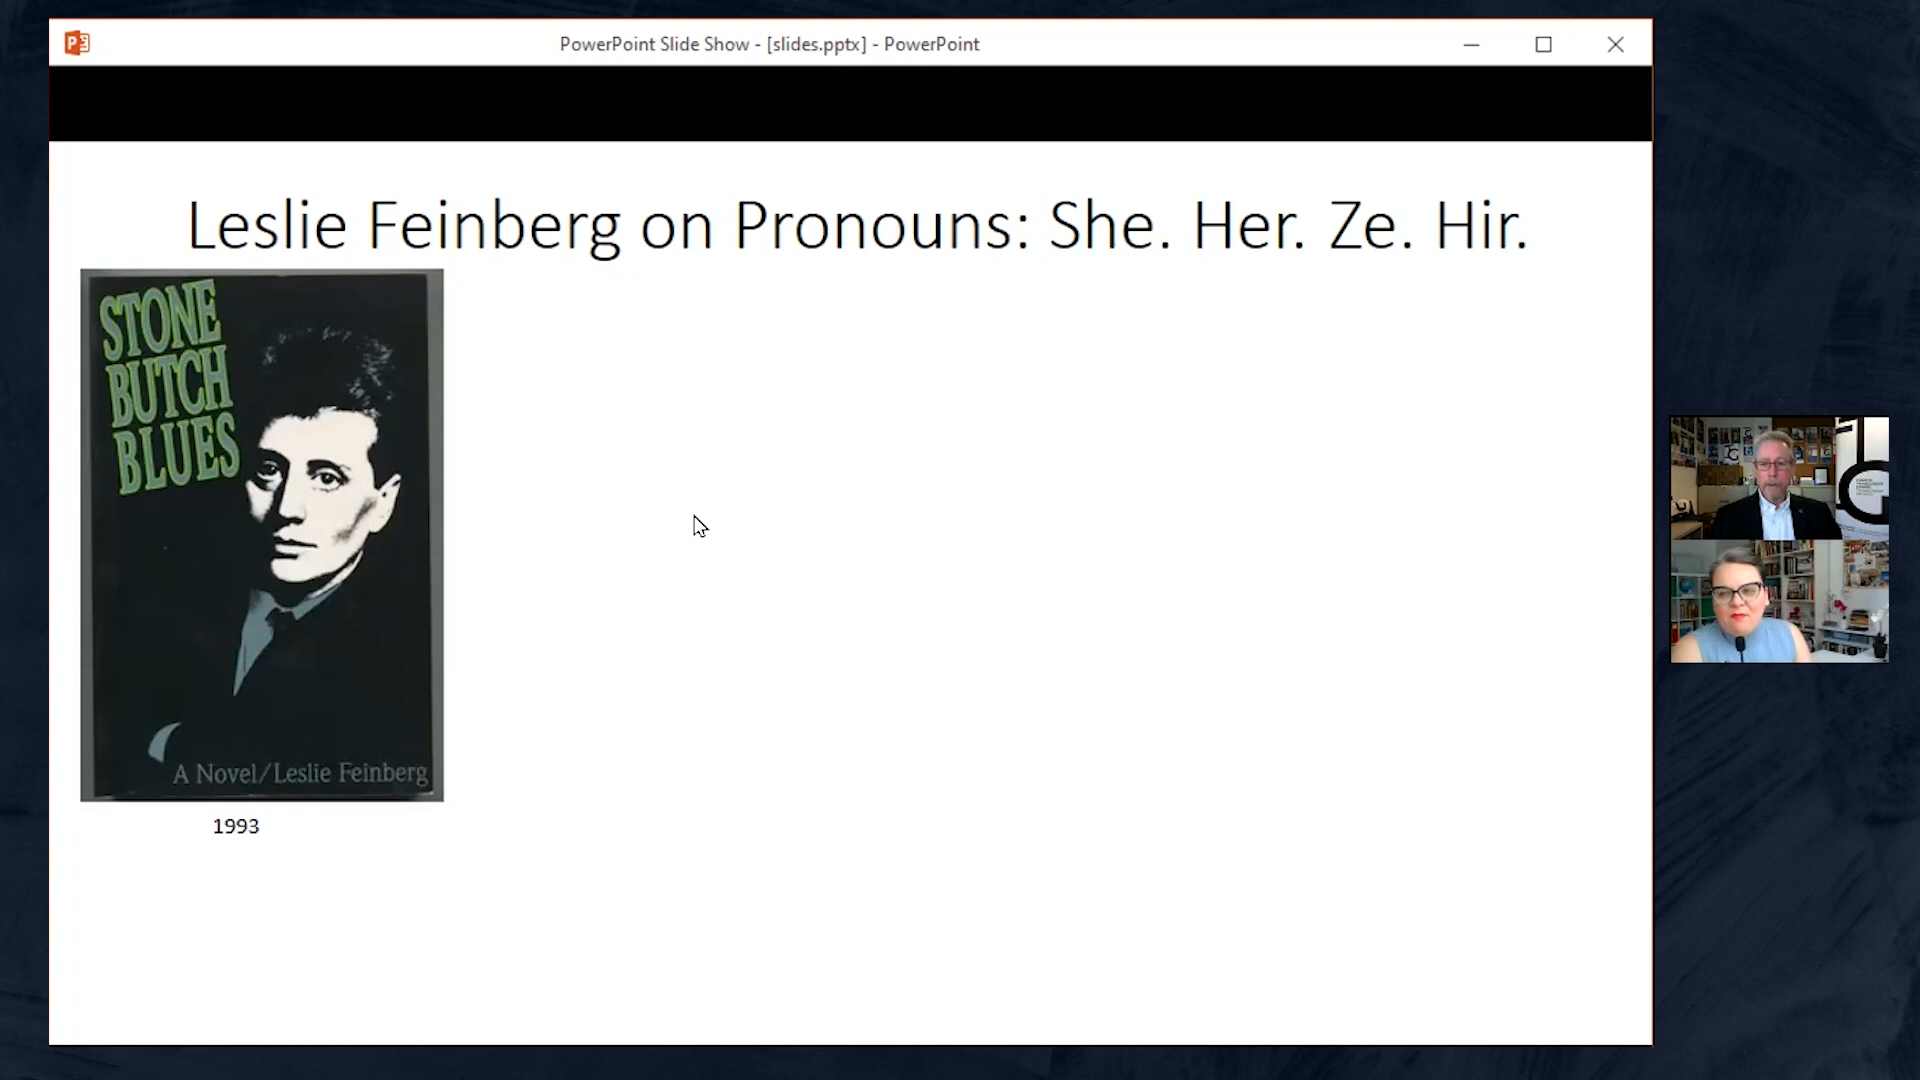 PowerPoint Slide Show - [slides.pptx] - PowerPoint
Leslie Feinberg on Pronouns: She. Her. Ze. Hir.
STONE
BUTCH
BLUES
A Novel/Leslie Feinberg
1993